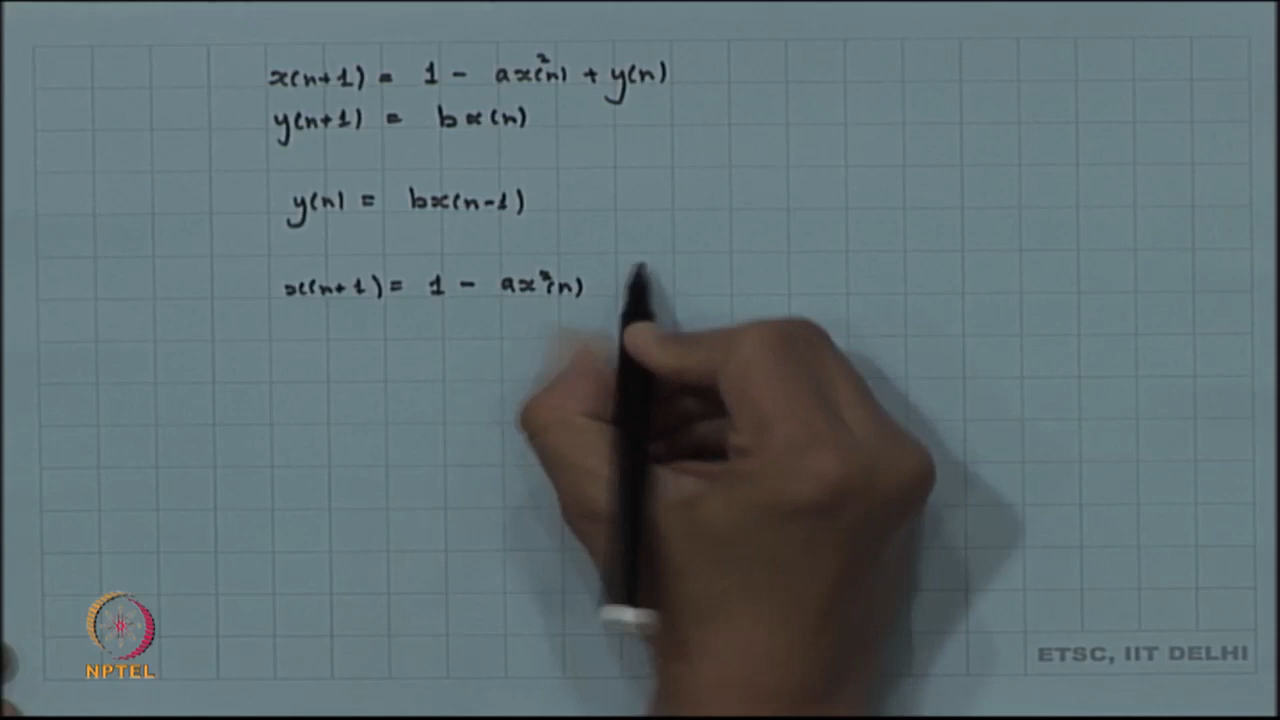 x(n+1) = 1 - ax²(n) + y(n)
y(n+1) = bx(n)
y(n) = bx(n-1)
x(n+1) = 1 - ax²(n)
NPTEL
ETSC, IIT DELHI